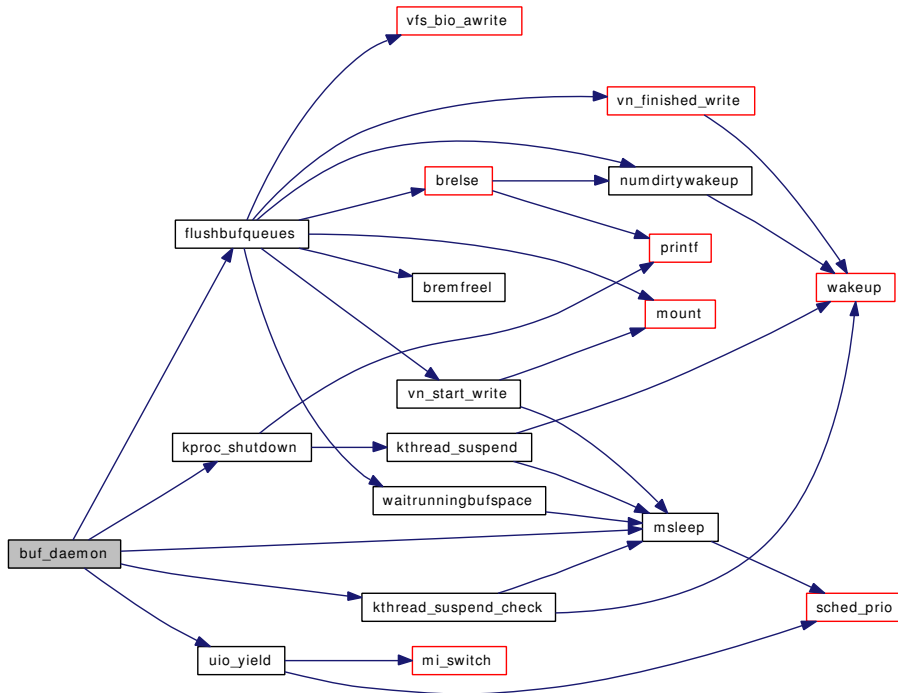 vfs_bio_awrite
vn_finished_write
brelse
numdirtywakeup
flushbufqueues
printf
bremfreel
wakeup
mount
vn_start_write
kproc_shutdown
kthread_suspend
waitrunningbufspace
msleep
buf_daemon
kthread_suspend_check
sched_prio
uio_yield
mi_switch